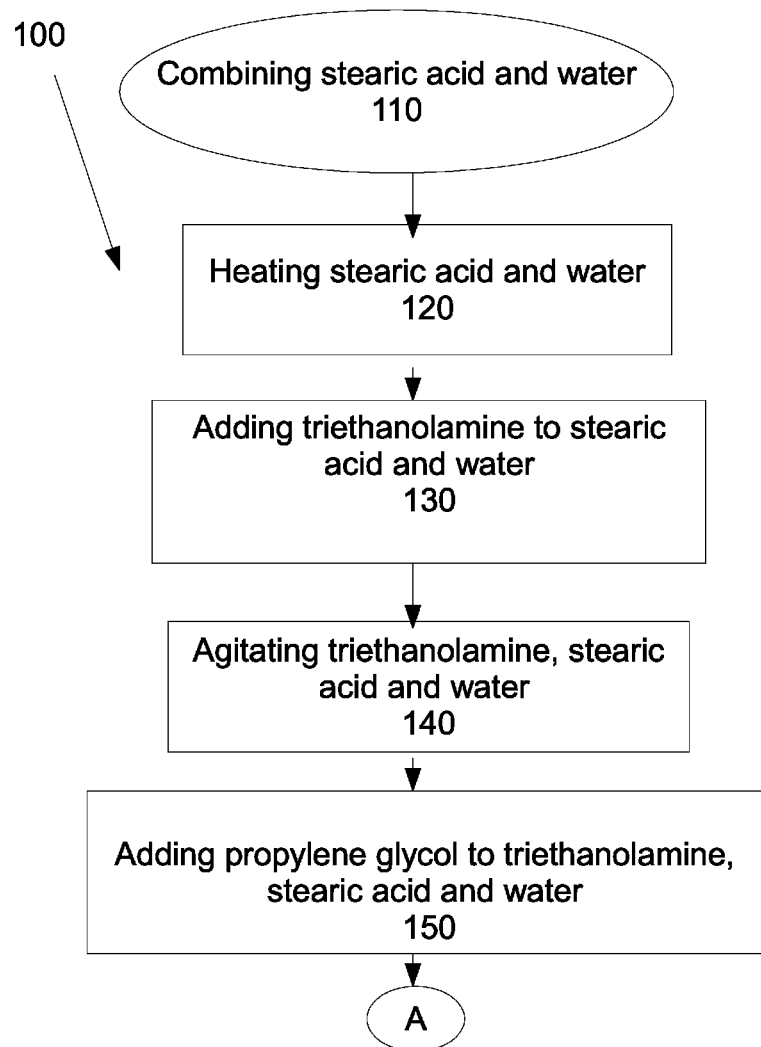 100
Combining stearic acid and water
110
Heating stearic acid and water
120
Adding triethanolamine to stearic
acid and water
130
Agitating triethanolamine, stearic
acid and water
140
Adding propylene glycol to triethanolamine,
stearic acid and water
150
A